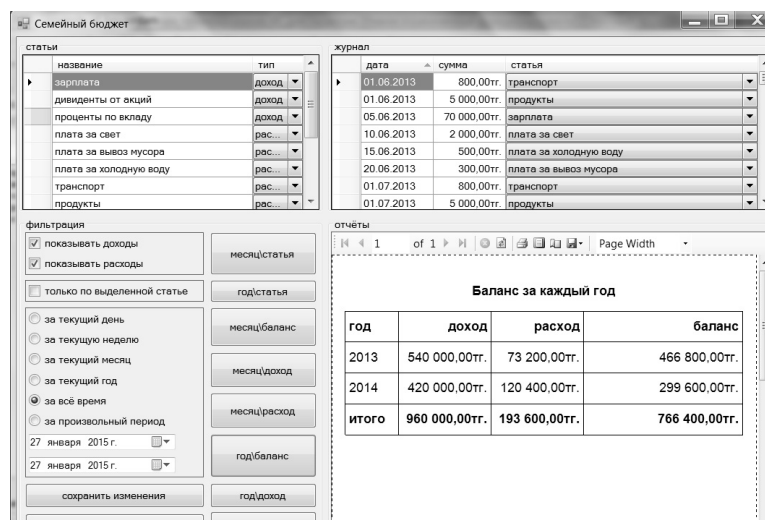 Семейный бюджет
статьи
название тип
зарплата доход
дивиденты от акций доход
проценты по вкладу доход
плата за свет рас...
плата за вывоз мусора рас...
плата за холодную воду рас...
транспорт рас...
продукты рас...
журнал
дата сумма статья
01.06.2013 800,00тг. транспорт
01.06.2013 5 000,00тг. продукты
05.06.2013 70 000,00тг. зарплата
10.06.2013 2 000,00тг. плата за свет
15.06.2013 500,00тг. плата за холодную воду
20.06.2013 300,00тг. плата за вывоз мусора
01.07.2013 800,00тг. транспорт
01.07.2013 5 000,00тг. продукты
фильтрация
показывать доходы
показывать расходы
только по выделенной статье
за текущий день
за текущую неделю
за текущий месяц
за текущий год
за всё время
за произвольный период
27 января 2015 г.
27 января 2015 г.
сохранить изменения
месяц\статья
год\статья
месяц\баланс
месяц\доход
месяц\расход
год\баланс
год\доход
отчёты
1 of 1 Page Width
Баланс за каждый год
год доход расход баланс
2013 540 000,00тг. 73 200,00тг. 466 800,00тг.
2014 420 000,00тг. 120 400,00тг. 299 600,00тг.
итого 960 000,00тг. 193 600,00тг. 766 400,00тг.